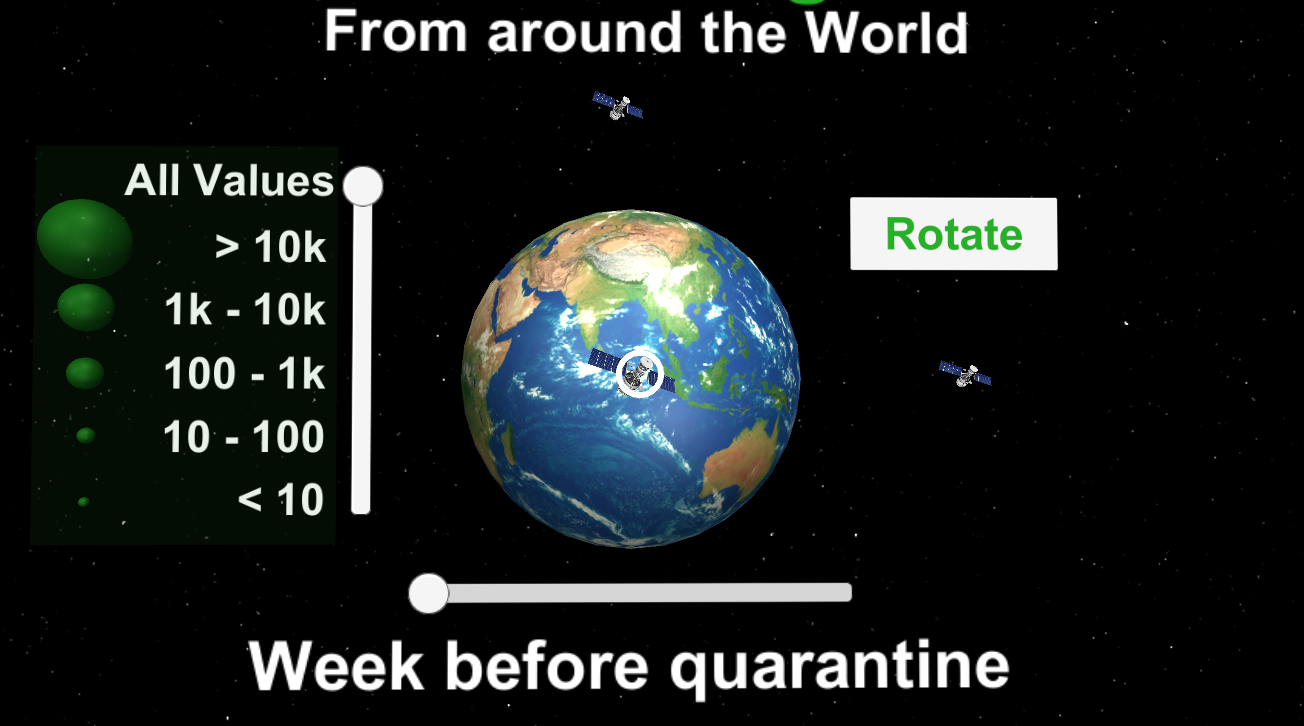 From around the World
All Values
> 10k
1k - 10k
100 - 1k
10 - 100
< 10
Rotate
Week before quarantine